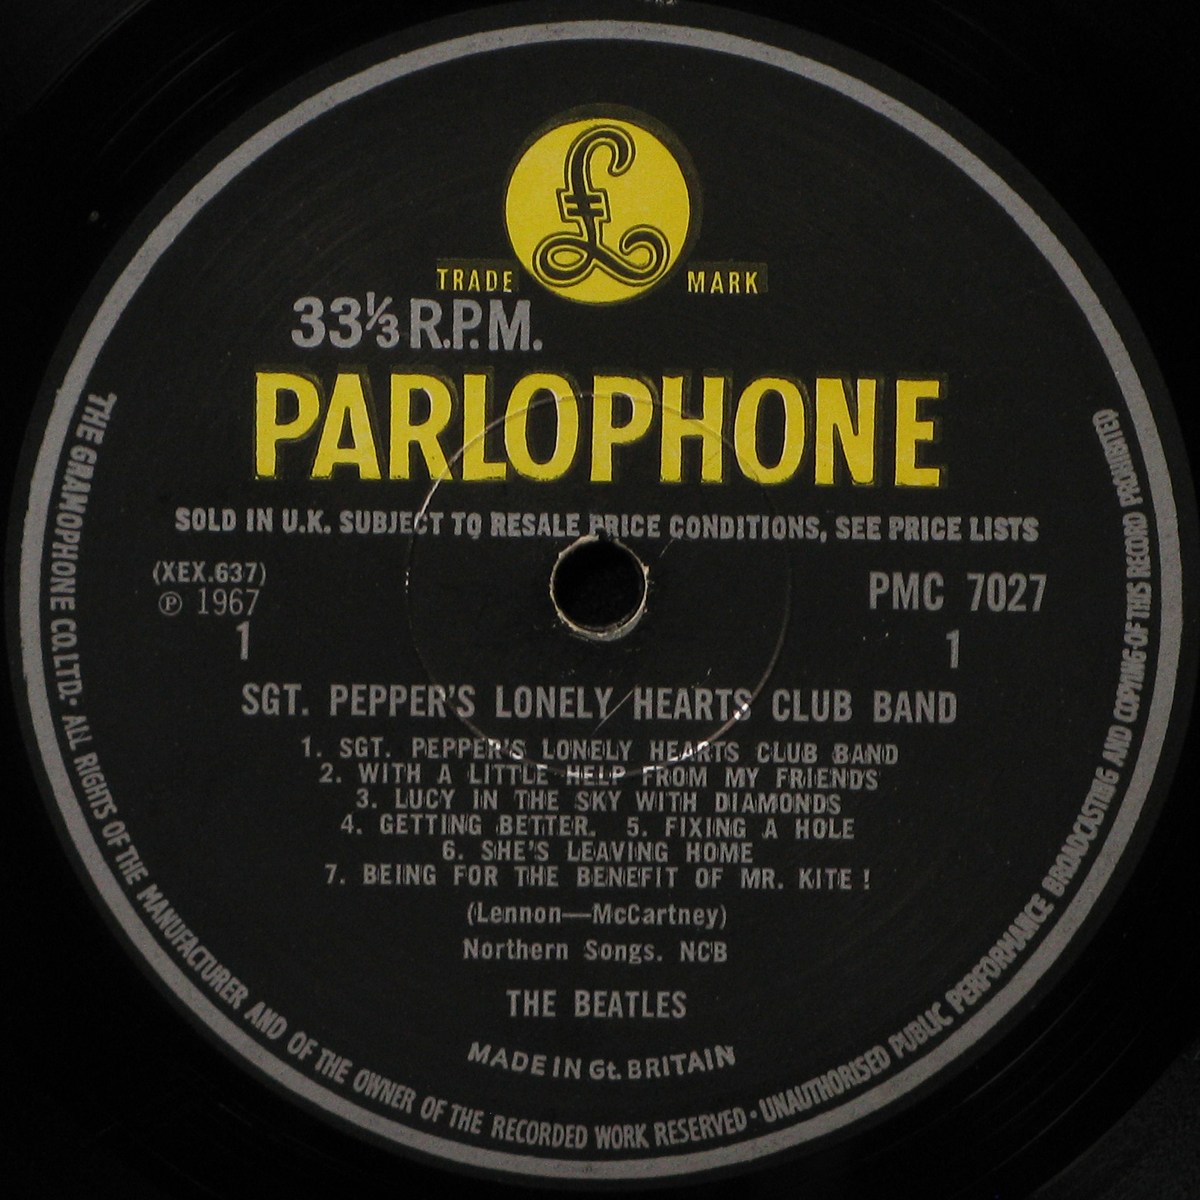 £
TRADE MARK
33⅓ R.P.M.
PARLOPHONE
SOLD IN U.K. SUBJECT TO RESALE PRICE CONDITIONS, SEE PRICE LISTS
(XEX.637)
℗ 1967
1
PMC 7027
1
SGT. PEPPER'S LONELY HEARTS CLUB BAND
1. SGT. PEPPER'S LONELY HEARTS CLUB BAND
2. WITH A LITTLE HELP FROM MY FRIENDS
3. LUCY IN THE SKY WITH DIAMONDS
4. GETTING BETTER. 5. FIXING A HOLE
6. SHE'S LEAVING HOME
7. BEING FOR THE BENEFIT OF MR. KITE !
(Lennon—McCartney)
Northern Songs. NCB
THE BEATLES
MADE IN Gt. BRITAIN
THE GRAMOPHONE CO. LTD. • ALL RIGHTS OF THE MANUFACTURER AND OF THE OWNER OF THE RECORDED WORK RESERVED • UNAUTHORISED PUBLIC PERFORMANCE BROADCASTING AND COPYING OF THIS RECORD PROHIBITED